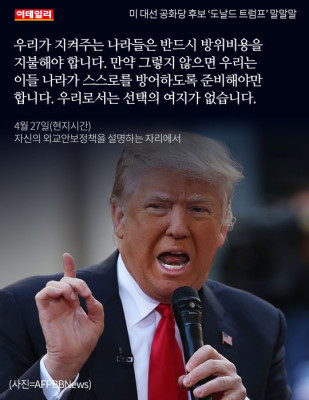 이데일리
미 대선 공화당 후보 '도날드 트럼프' 말말말
우리가 지켜주는 나라들은 반드시 방위비용을
지불해야 합니다. 만약 그렇지 않으면 우리는
이들 나라가 스스로를 방어하도록 준비해야만
합니다. 우리로서는 선택의 여지가 없습니다.
4월 27일(현지시간)
자신의 외교안보정책을 설명하는 자리에서
(사진=AFPBBNews)